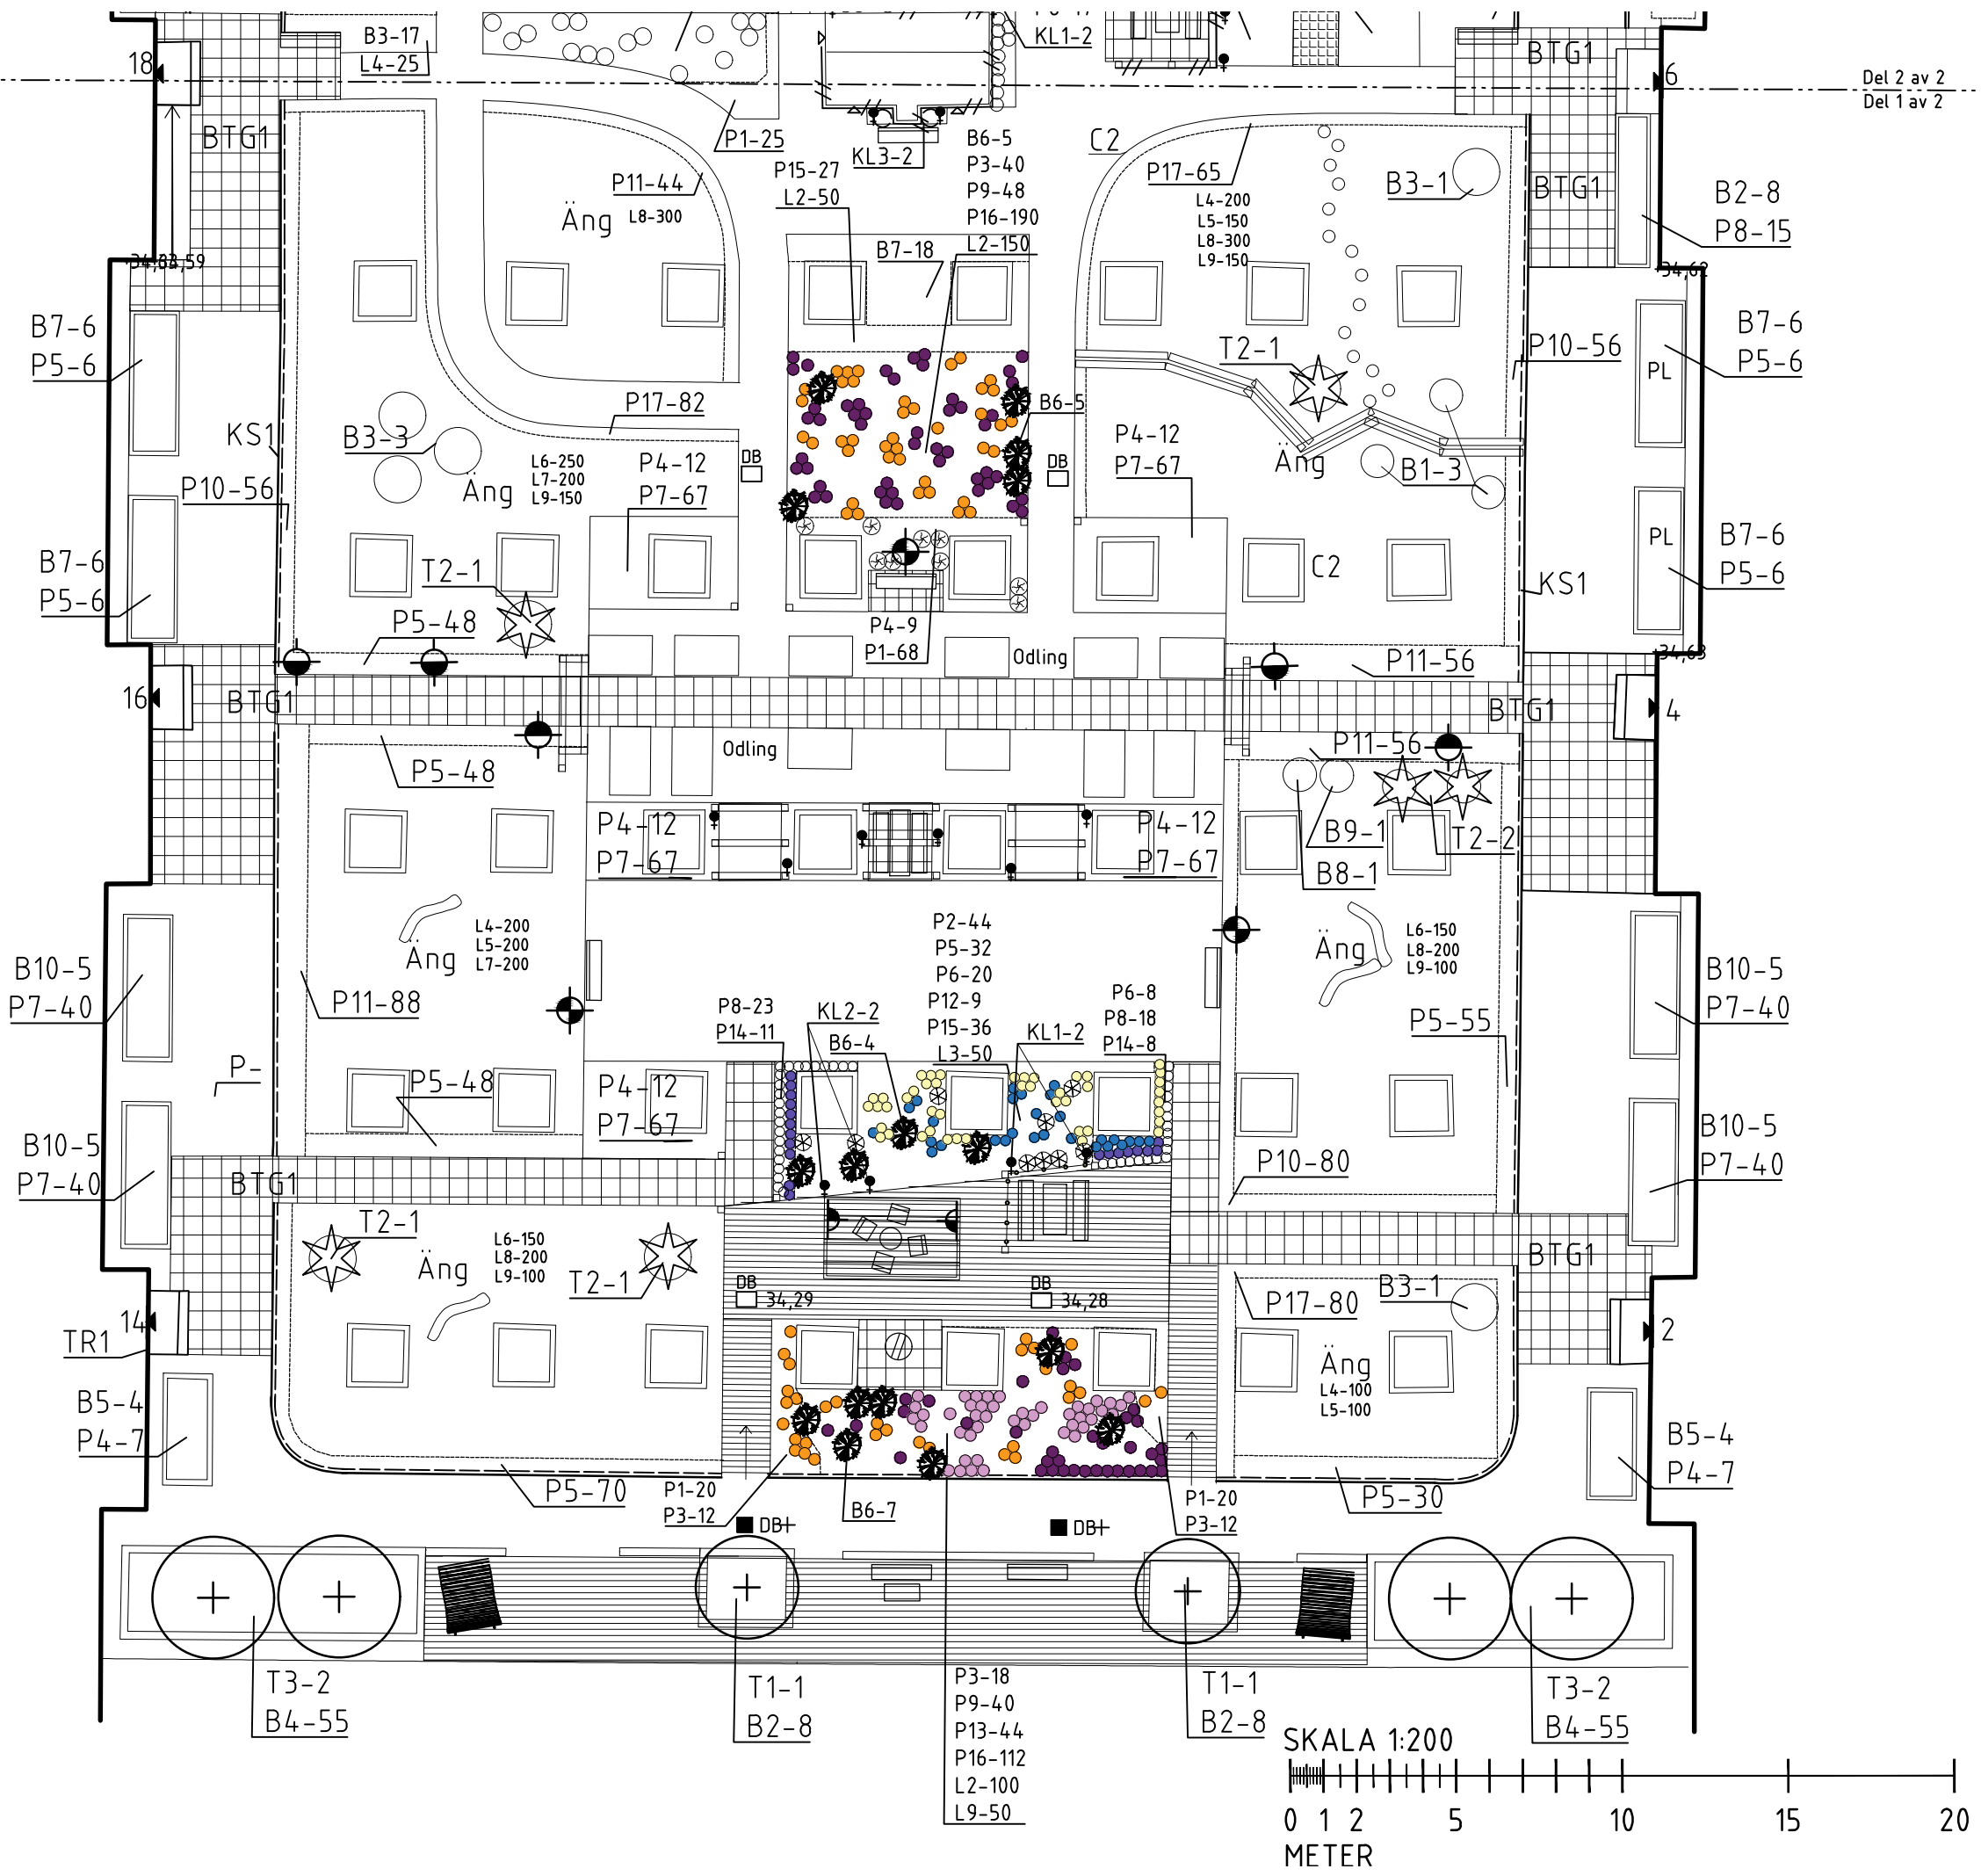 B3-17
L4-25
KL1-2
18
BTG1
6
Del 2 av 2
Del 1 av 2
BTG1
P1-25
KL3-2
B6-5
P3-40
P9-48
P16-190
L2-150
C2
P15-27
L2-50
P11-44
Äng L8-300
P17-65
L4-200
L5-150
L8-300
L9-150
B3-1
BTG1
B2-8
P8-15
B7-18
34,62
B7-6
P5-6
T2-1
P10-56
PL
B7-6
P5-6
KS1
P17-82
B3-3
B6-5
DB
DB
P4-12
P7-67
P4-12
P7-67
Äng
L6-250
L7-200
L9-150
Äng
B1-3
P10-56
B7-6
P5-6
T2-1
P5-48
C2
PL
B7-6
P5-6
KS1
P4-9
P1-68
Odling
P11-56
34,63
16
BTG1
BTG1
4
Odling
P5-48
P11-56
P4-12
P7-67
P4-12
P7-67
B9-1
T2-2
B8-1
L4-200
L5-200
L7-200
Äng
P2-44
P5-32
P6-20
P12-9
P15-36
L3-50
Äng
L6-150
L8-200
L9-100
B10-5
P7-40
B10-5
P7-40
P11-88
P8-23
P14-11
KL2-2
B6-4
KL1-2
P6-8
P8-18
P14-8
P5-55
P-
P5-48
P4-12
P7-67
B10-5
P7-40
B10-5
P7-40
BTG1
P10-80
T2-1
Äng
L6-150
L8-200
L9-100
T2-1
BTG1
DB
34,29
DB
34,28
P17-80
B3-1
14
TR1
2
Äng
L4-100
L5-100
B5-4
P4-7
B5-4
P4-7
P5-70
P1-20
P3-12
B6-7
P1-20
P3-12
P5-30
DB
DB
T3-2
B4-55
T1-1
B2-8
P3-18
P9-40
P13-44
P16-112
L2-100
L9-50
T1-1
B2-8
T3-2
B4-55
SKALA 1:200
0 1 2 5 10 15 20
METER